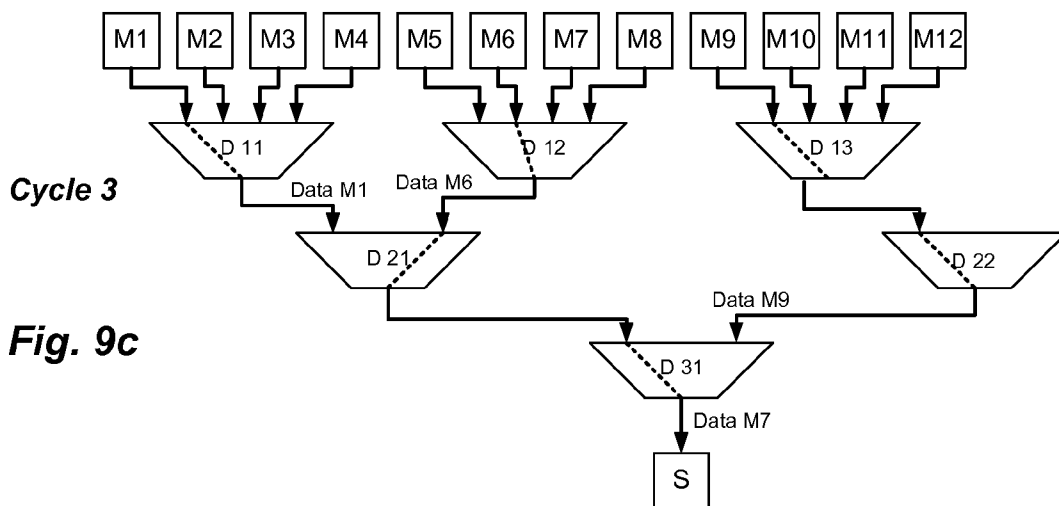 M1 M2 M3 M4 M5 M6 M7 M8 M9 M10 M11 M12
D 11 D 12 D 13
Cycle 3
Data M1 Data M6
D 21 D 22
Data M9
Fig. 9c
D 31
Data M7
S